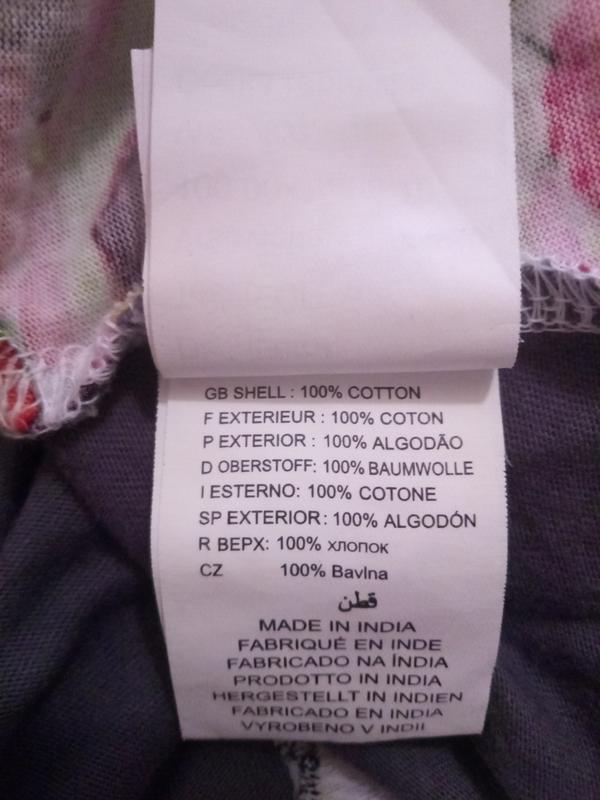 GB SHELL : 100% COTTON
F EXTERIEUR : 100% COTON
P EXTERIOR : 100% ALGODÃO
D OBERSTOFF: 100% BAUMWOLLE
I ESTERNO: 100% COTONE
SP EXTERIOR : 100% ALGODÓN
R ВЕРХ: 100% хлопок
CZ 100% Bavlna
قطن
MADE IN INDIA
FABRIQUÉ EN INDE
FABRICADO NA ÍNDIA
PRODOTTO IN INDIA
HERGESTELLT IN INDIEN
FABRICADO EN INDIA
VYROBENO V INDII